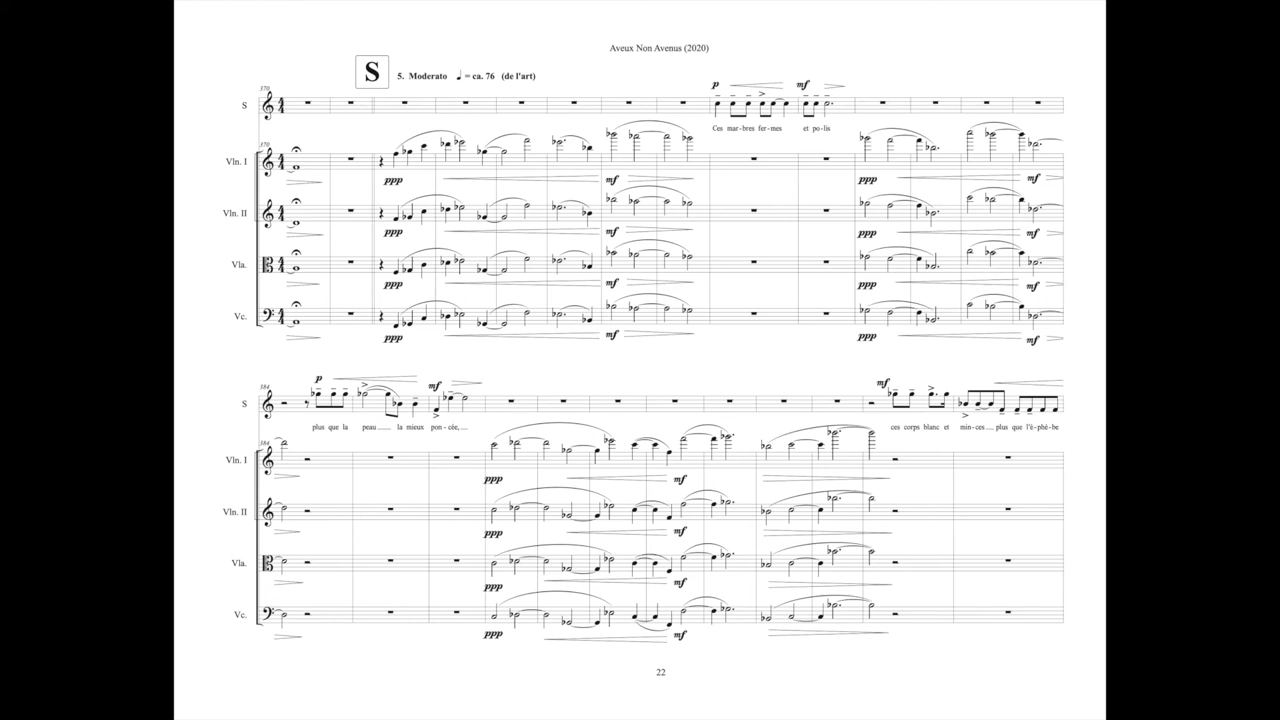 Aveux Non Avenus (2020)
S 5. Moderato ♩ = ca. 76 (de l'art)
370
p mf
S
Ces mar-bres fer-mes et po-lis
370
Vln. I
ppp mf ppp mf
Vln. II
ppp mf ppp mf
Vla.
ppp mf ppp mf
Vc.
ppp mf ppp mf
384
p mf mf
S
plus que la peau la mieux pon-cée, ces corps blanc et min-ces plus que l'è-phè-be
384
Vln. I
ppp mf
Vln. II
ppp mf
Vla.
ppp mf
Vc.
ppp mf
22